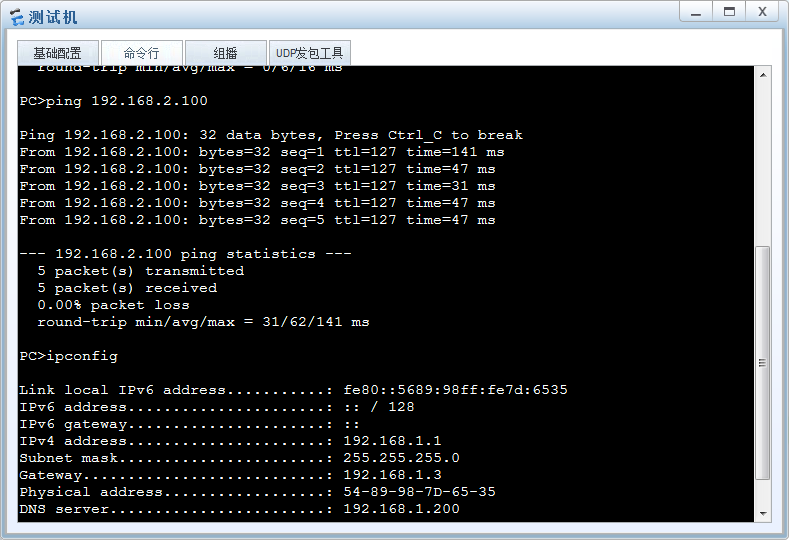 测试机
基础配置 命令行 组播 UDP发包工具
round-trip min/avg/max = 0/6/16 ms
PC>ping 192.168.2.100
Ping 192.168.2.100: 32 data bytes, Press Ctrl_C to break
From 192.168.2.100: bytes=32 seq=1 ttl=127 time=141 ms
From 192.168.2.100: bytes=32 seq=2 ttl=127 time=47 ms
From 192.168.2.100: bytes=32 seq=3 ttl=127 time=31 ms
From 192.168.2.100: bytes=32 seq=4 ttl=127 time=47 ms
From 192.168.2.100: bytes=32 seq=5 ttl=127 time=47 ms
--- 192.168.2.100 ping statistics ---
5 packet(s) transmitted
5 packet(s) received
0.00% packet loss
round-trip min/avg/max = 31/62/141 ms
PC>ipconfig
Link local IPv6 address...........: fe80::5689:98ff:fe7d:6535
IPv6 address......................: :: / 128
IPv6 gateway......................: ::
IPv4 address......................: 192.168.1.1
Subnet mask.......................: 255.255.255.0
Gateway...........................: 192.168.1.3
Physical address..................: 54-89-98-7D-65-35
DNS server........................: 192.168.1.200